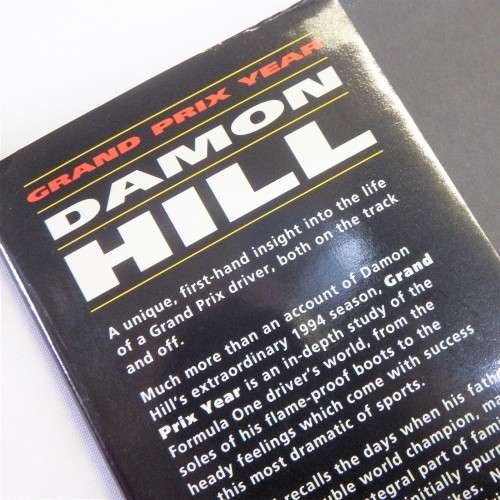 GRAND PRIX YEAR
DAMON
HILL
A unique, first-hand insight into the life
of a Grand Prix driver, both on the track
and off.
Much more than an account of Damon
Hill's extraordinary 1994 season, Grand
Prix Year is an in-depth study of the
Formula One driver's world, from the
soles of his flame-proof boots to the
heady feelings which come with success
this most dramatic of sports.
recalls the days when his fath
world champion, m
part of fam